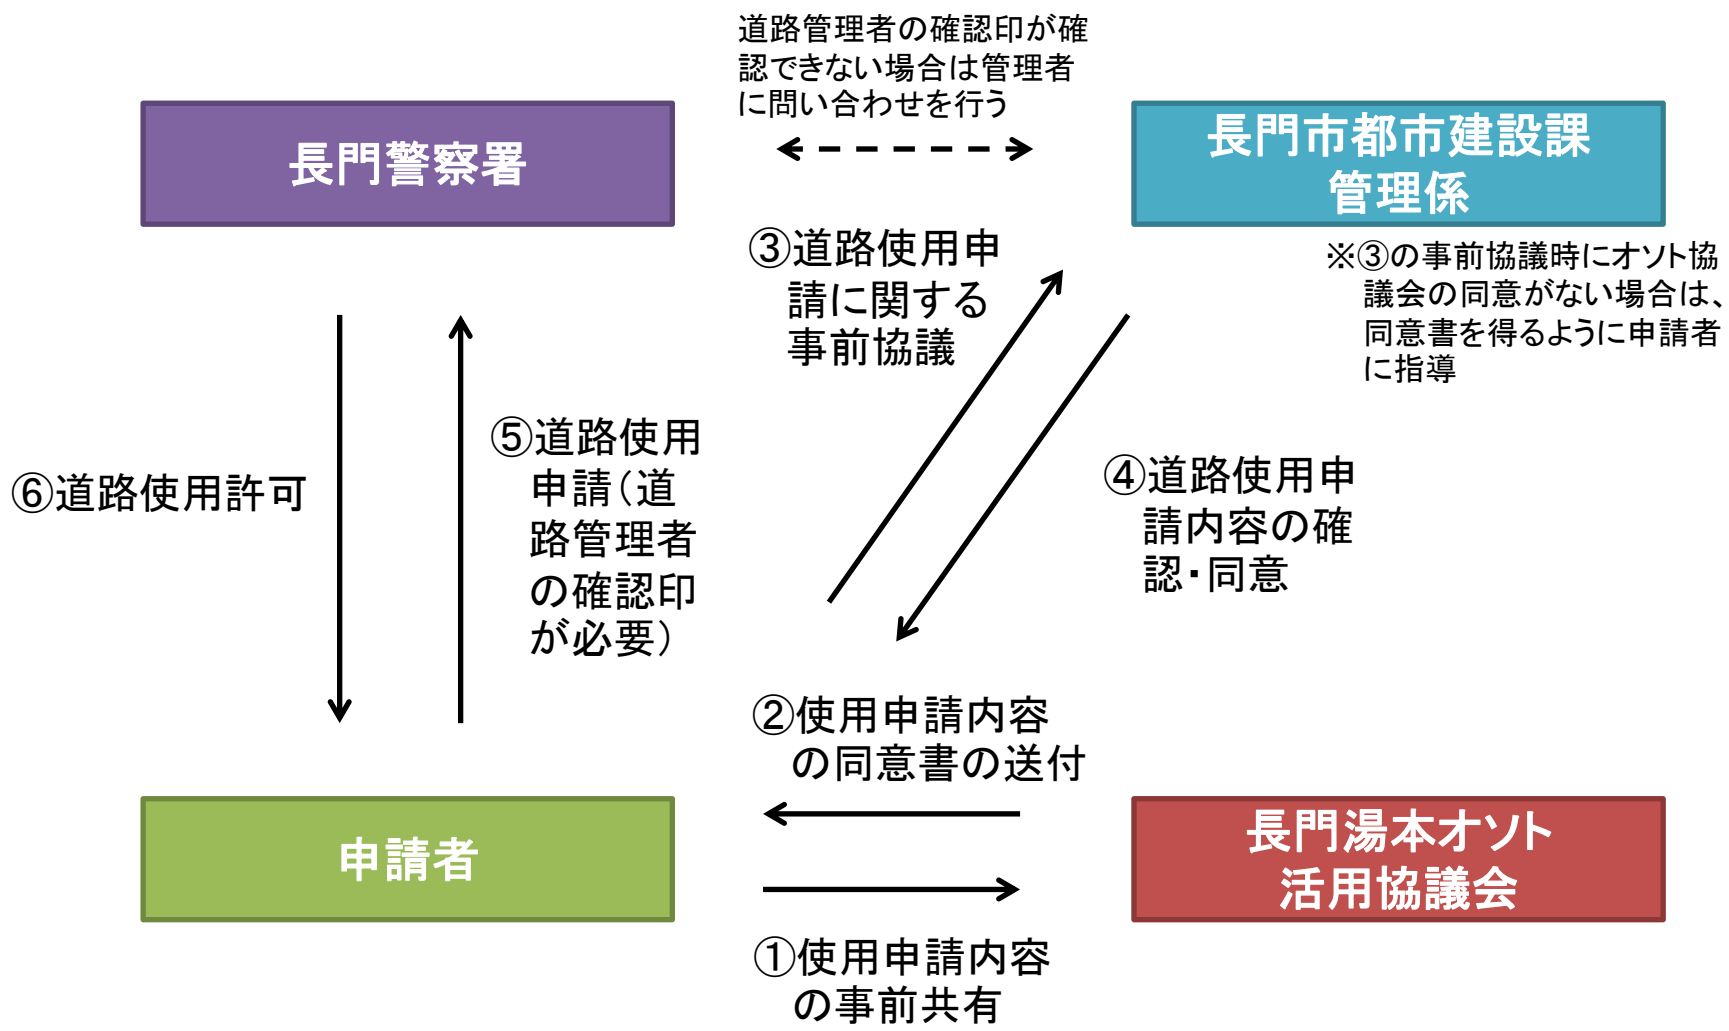 道路管理者の確認印が確
認できない場合は管理者
に問い合わせを行う
長門警察署
長門市都市建設課
管理係
③道路使用申
請に関する
事前協議
※③の事前協議時にオソト協
議会の同意がない場合は、
同意書を得るように申請者
に指導
⑤道路使用
申請（道
路管理者
の確認印
が必要）
⑥道路使用許可
④道路使用申
請内容の確
認・同意
②使用申請内容
の同意書の送付
申請者
長門湯本オソト
活用協議会
①使用申請内容
の事前共有